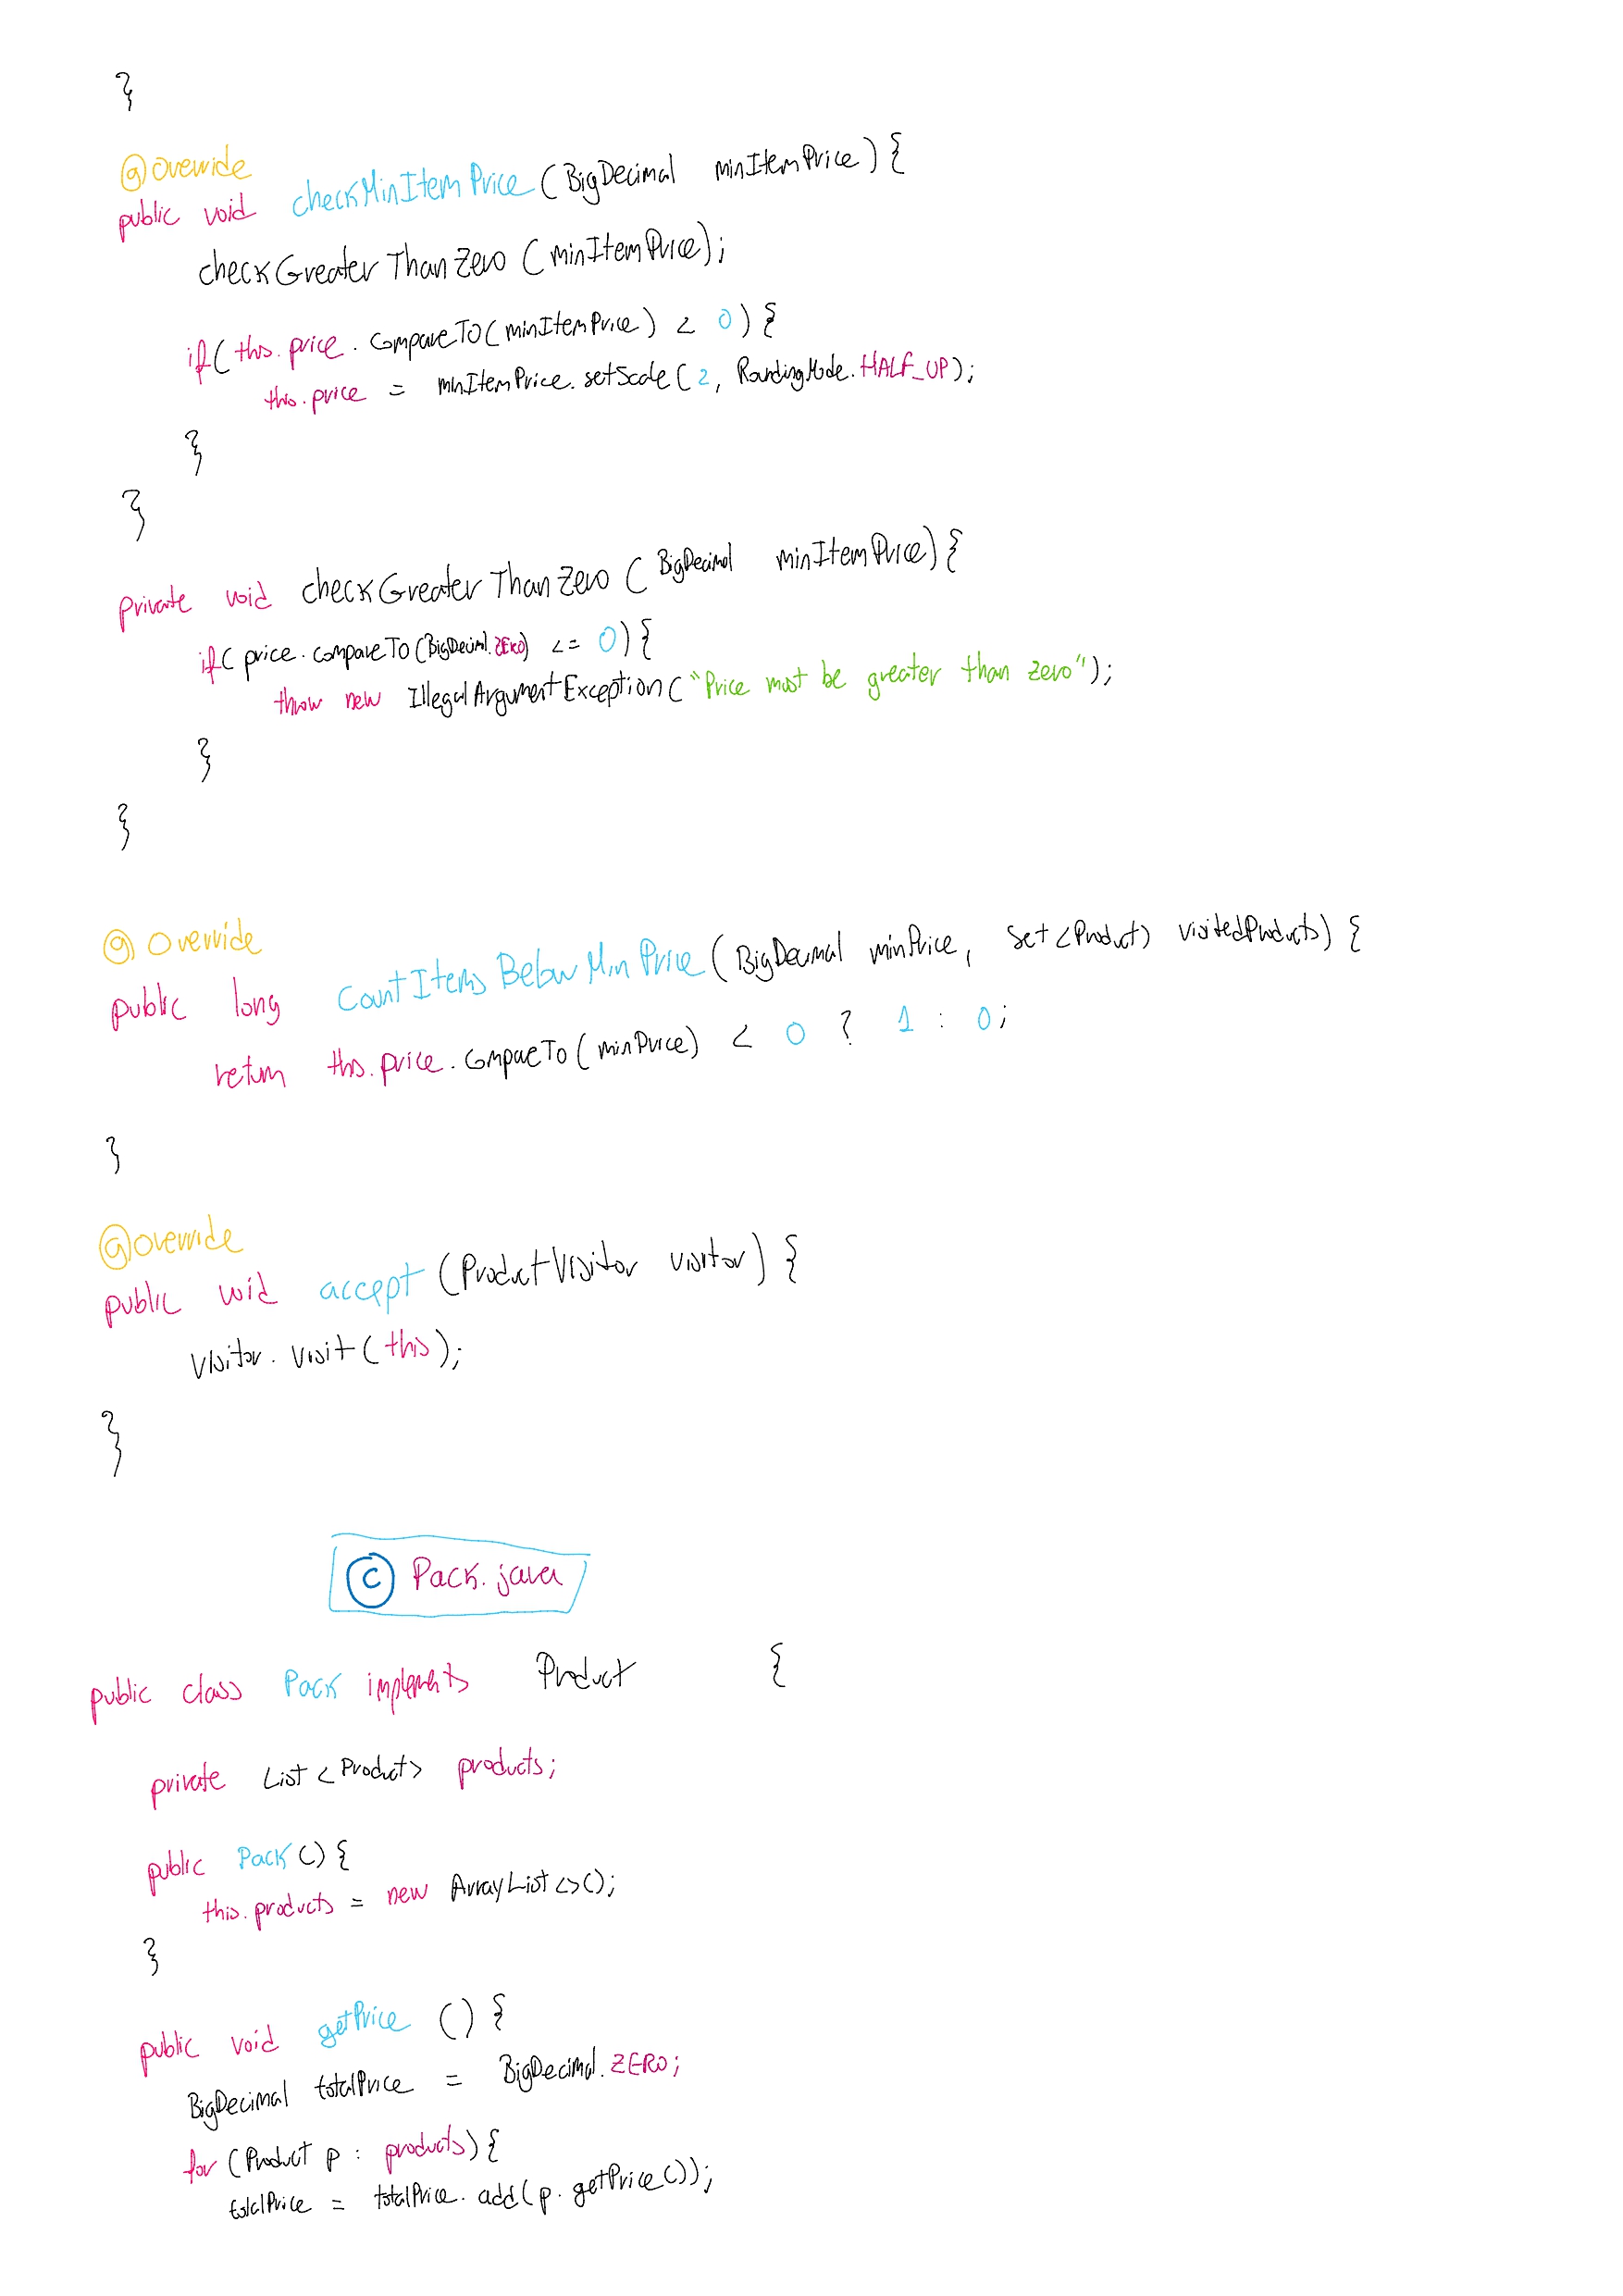 }
@Override
public void checkMinItemPrice (BigDecimal minItemPrice) {
checkGreaterThanZero (minItemPrice);
if(this.price.compareTo(minItemPrice) < 0) {
this.price = minItemPrice.setScale(2, RoundingMode.HALF_UP);
}
}
private void checkGreaterThanZero (BigDecimal minItemPrice) {
if( price.compareTo(BigDecimal.ZERO) <= 0) {
throw new IllegalArgumentException("Price must be greater than zero");
}
}
@Override
public long CountItemsBelowMinPrice (BigDecimal minPrice, Set<Product> visitedProducts) {
return this.price.compareTo(minPrice) < 0 ? 1 : 0;
}
@Override
public void accept (ProductVisitor visitor) {
visitor.visit(this);
}
C Pack.java
public class Pack implements Product {
private List<Product> products;
public Pack() {
this.products = new ArrayList<>();
}
public void getPrice () {
BigDecimal totalPrice = BigDecimal.ZERO;
for (Product p : products) {
totalPrice = totalPrice.add(p.getPrice());